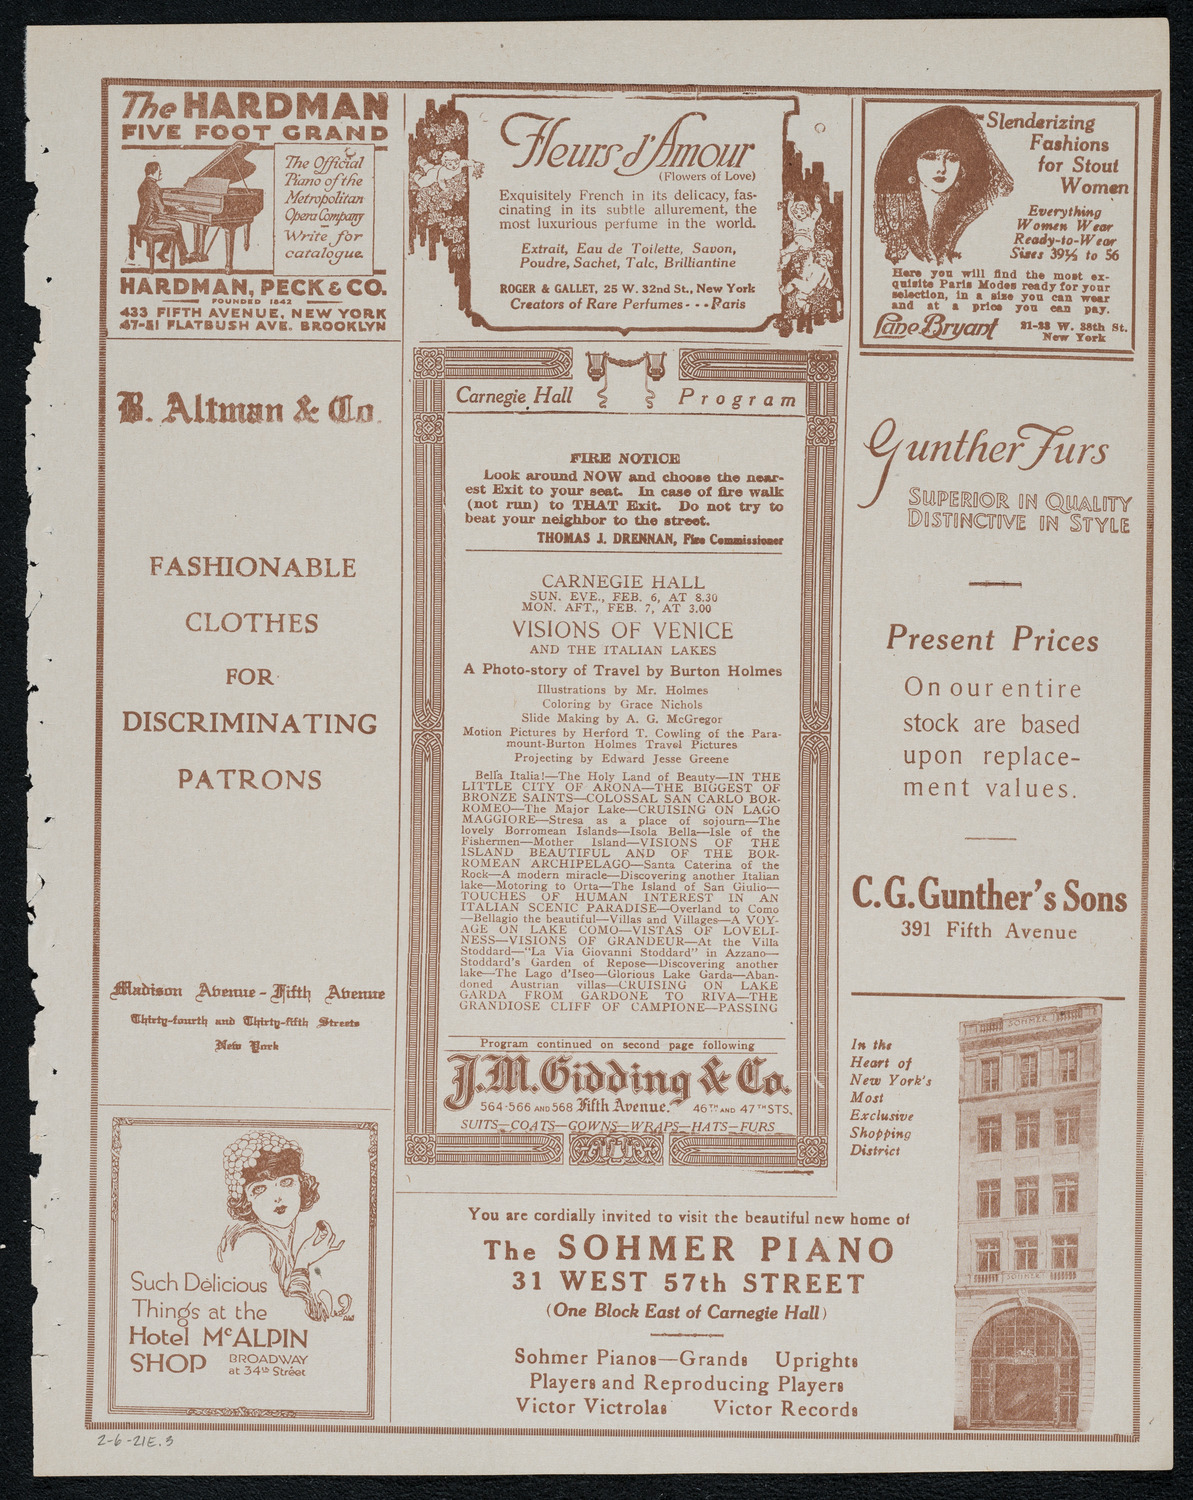 The HARDMAN
FIVE FOOT GRAND
The Official
Piano of the
Metropolitan
Opera Company
Write for
catalogue.
HARDMAN, PECK & CO.
FOUNDED 1842
433 FIFTH AVENUE, NEW YORK
47-51 FLATBUSH AVE. BROOKLYN
Fleurs d'Amour
(Flowers of Love)
Exquisitely French in its delicacy, fas-
cinating in its subtle allurement, the
most luxurious perfume in the world.
Extrait, Eau de Toilette, Savon,
Poudre, Sachet, Talc, Brilliantine
ROGER & GALLET, 25 W. 32nd St., New York
Creators of Rare Perfumes - - - Paris
Slenderizing
Fashions
for Stout
Women
Everything
Women Wear
Ready-to-Wear
Sizes 39½ to 56
Here you will find the most ex-
quisite Paris Modes ready for your
selection, in a size you can wear
and at a price you can pay.
Lane Bryant
21-23 W. 38th St.
New York
B. Altman & Co.
FASHIONABLE
CLOTHES
FOR
DISCRIMINATING
PATRONS
Madison Avenue - Fifth Avenue
Thirty-fourth and Thirty-fifth Streets
New York
Such Delicious
Things at the
Hotel McALPIN
SHOP
BROADWAY
at 34th Street
Carnegie Hall Program
FIRE NOTICE
Look around NOW and choose the near-
est Exit to your seat. In case of fire walk
(not run) to THAT Exit. Do not try to
beat your neighbor to the street.
THOMAS J. DRENNAN, Fire Commissioner
CARNEGIE HALL
SUN. EVE., FEB. 6, AT 8.30
MON. AFT., FEB. 7, AT 3.00
VISIONS OF VENICE
AND THE ITALIAN LAKES
A Photo-story of Travel by Burton Holmes
Illustrations by Mr. Holmes
Coloring by Grace Nichols
Slide Making by A. G. McGregor
Motion Pictures by Herford T. Cowling of the Para-
mount-Burton Holmes Travel Pictures
Projecting by Edward Jesse Greene
Bella Italia!—The Holy Land of Beauty—IN THE
LITTLE CITY OF ARONA—THE BIGGEST OF
BRONZE SAINTS—COLOSSAL SAN CARLO BOR-
ROMEO—The Major Lake—CRUISING ON LAGO
MAGGIORE—Stresa as a place of sojourn—The
lovely Borromean Islands—Isola Bella—Isle of the
Fishermen—Mother Island—VISIONS OF THE
ISLAND BEAUTIFUL AND OF THE BOR-
ROMEAN ARCHIPELAGO—Santa Caterina of the
Rock—A modern miracle—Discovering another Italian
lake—Motoring to Orta—The Island of San Giulio—
TOUCHES OF HUMAN INTEREST IN AN
ITALIAN SCENIC PARADISE—Overland to Como
—Bellagio the beautiful—Villas and Villages—A VOY-
AGE ON LAKE COMO—VISTAS OF LOVELI-
NESS—VISIONS OF GRANDEUR—At the Villa
Stoddard—"La Via Giovanni Stoddard" in Azzano—
Stoddard's Garden of Repose—Discovering another
lake—The Lago d'Iseo—Glorious Lake Garda—Aban-
doned Austrian villas—CRUISING ON LAKE
GARDA FROM GARDONE TO RIVA—THE
GRANDIOSE CLIFF OF CAMPIONE—PASSING
Program continued on second page following
J.M. Gidding & Co.
564-566 AND 568 Fifth Avenue. 46TH AND 47TH STS.
SUITS—COATS—GOWNS—WRAPS—HATS—FURS
Gunther Furs
SUPERIOR IN QUALITY
DISTINCTIVE IN STYLE
Present Prices
On our entire
stock are based
upon replace-
ment values.
C.G. Gunther's Sons
391 Fifth Avenue
In the
Heart of
New York's
Most
Exclusive
Shopping
District
SOHMER
SOHMER
You are cordially invited to visit the beautiful new home of
The SOHMER PIANO
31 WEST 57th STREET
(One Block East of Carnegie Hall)
Sohmer Pianos—Grands Uprights
Players and Reproducing Players
Victor Victrolas Victor Records
2-6-21E.3